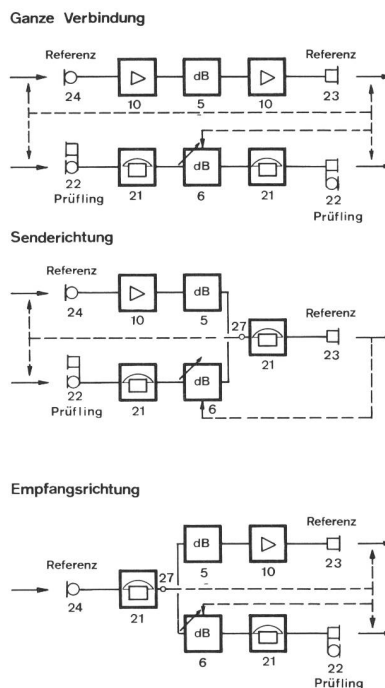 Ganze Verbindung
Referenz Referenz
dB
24 10 5 10 23
dB
22 21 6 21 22
Prüfling Prüfling
Senderichtung
Referenz
dB Referenz
24 10 5 27
21 23
dB
22 21 6
Prüfling
Empfangsrichtung
Referenz
dB
Referenz 5 10 23
27
24 21 dB
6 21 22
Prüfling